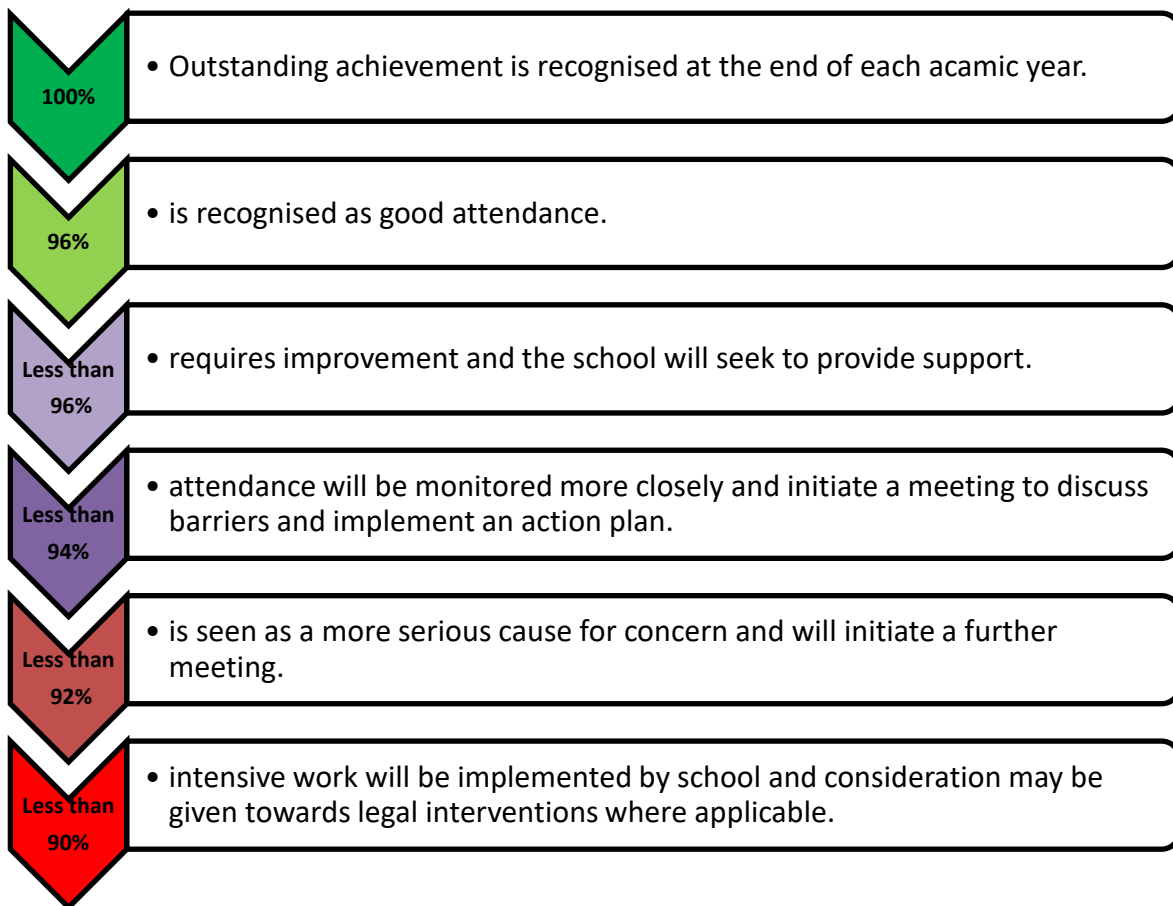 100%
• Outstanding achievement is recognised at the end of each acamic year.
96%
• is recognised as good attendance.
Less than
96%
• requires improvement and the school will seek to provide support.
Less than
94%
• attendance will be monitored more closely and initiate a meeting to discuss
barriers and implement an action plan.
Less than
92%
• is seen as a more serious cause for concern and will initiate a further
meeting.
Less than
90%
• intensive work will be implemented by school and consideration may be
given towards legal interventions where applicable.